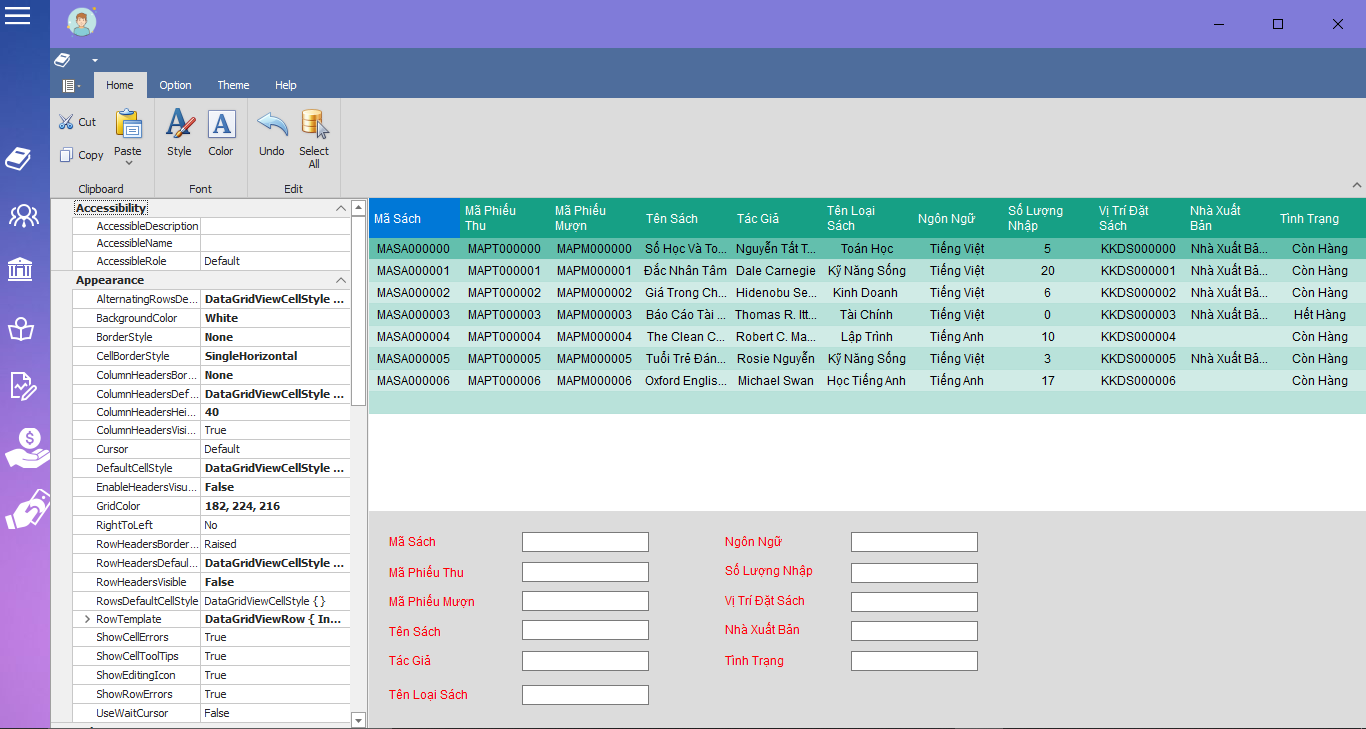 Home Option Theme Help
Cut Copy Paste Style Color Undo Select All
Clipboard Font Edit
Accessibility
AccessibleDescription
AccessibleName
AccessibleRole Default
Appearance
AlternatingRowsDe... DataGridViewCellStyle ...
BackgroundColor White
BorderStyle None
CellBorderStyle SingleHorizontal
ColumnHeadersBor... None
ColumnHeadersDef... DataGridViewCellStyle ...
ColumnHeadersHei... 40
ColumnHeadersVisi... True
Cursor Default
DefaultCellStyle DataGridViewCellStyle ...
EnableHeadersVisu... False
GridColor 182, 224, 216
RightToLeft No
RowHeadersBorder... Raised
RowHeadersDefaul... DataGridViewCellStyle ...
RowHeadersVisible False
RowsDefaultCellStyle DataGridViewCellStyle { }
RowTemplate DataGridViewRow { In...
ShowCellErrors True
ShowCellToolTips True
ShowEditingIcon True
ShowRowErrors True
UseWaitCursor False
Mã Sách Mã Phiếu Thu Mã Phiếu Mượn Tên Sách Tác Giả Tên Loại Sách Ngôn Ngữ Số Lượng Nhập Vị Trí Đặt Sách Nhà Xuất Bản Tình Trạng
MASA000000 MAPT000000 MAPM000000 Số Học Và To... Nguyễn Tất T... Toán Học Tiếng Việt 5 KKDS000000 Nhà Xuất Bả... Còn Hàng
MASA000001 MAPT000001 MAPM000001 Đắc Nhân Tâm Dale Carnegie Kỹ Năng Sống Tiếng Việt 20 KKDS000001 Nhà Xuất Bả... Còn Hàng
MASA000002 MAPT000002 MAPM000002 Giá Trong Ch... Hidenobu Se... Kinh Doanh Tiếng Việt 6 KKDS000002 Nhà Xuất Bả... Còn Hàng
MASA000003 MAPT000003 MAPM000003 Báo Cáo Tài ... Thomas R. Itt... Tài Chính Tiếng Việt 0 KKDS000003 Nhà Xuất Bả... Hết Hàng
MASA000004 MAPT000004 MAPM000004 The Clean C... Robert C. Ma... Lập Trình Tiếng Anh 10 KKDS000004 Còn Hàng
MASA000005 MAPT000005 MAPM000005 Tuổi Trẻ Đán... Rosie Nguyễn Kỹ Năng Sống Tiếng Việt 3 KKDS000005 Nhà Xuất Bả... Còn Hàng
MASA000006 MAPT000006 MAPM000006 Oxford Englis... Michael Swan Học Tiếng Anh Tiếng Anh 17 KKDS000006 Còn Hàng
Mã Sách Ngôn Ngữ
Mã Phiếu Thu Số Lượng Nhập
Mã Phiếu Mượn Vị Trí Đặt Sách
Tên Sách Nhà Xuất Bản
Tác Giả Tình Trạng
Tên Loại Sách